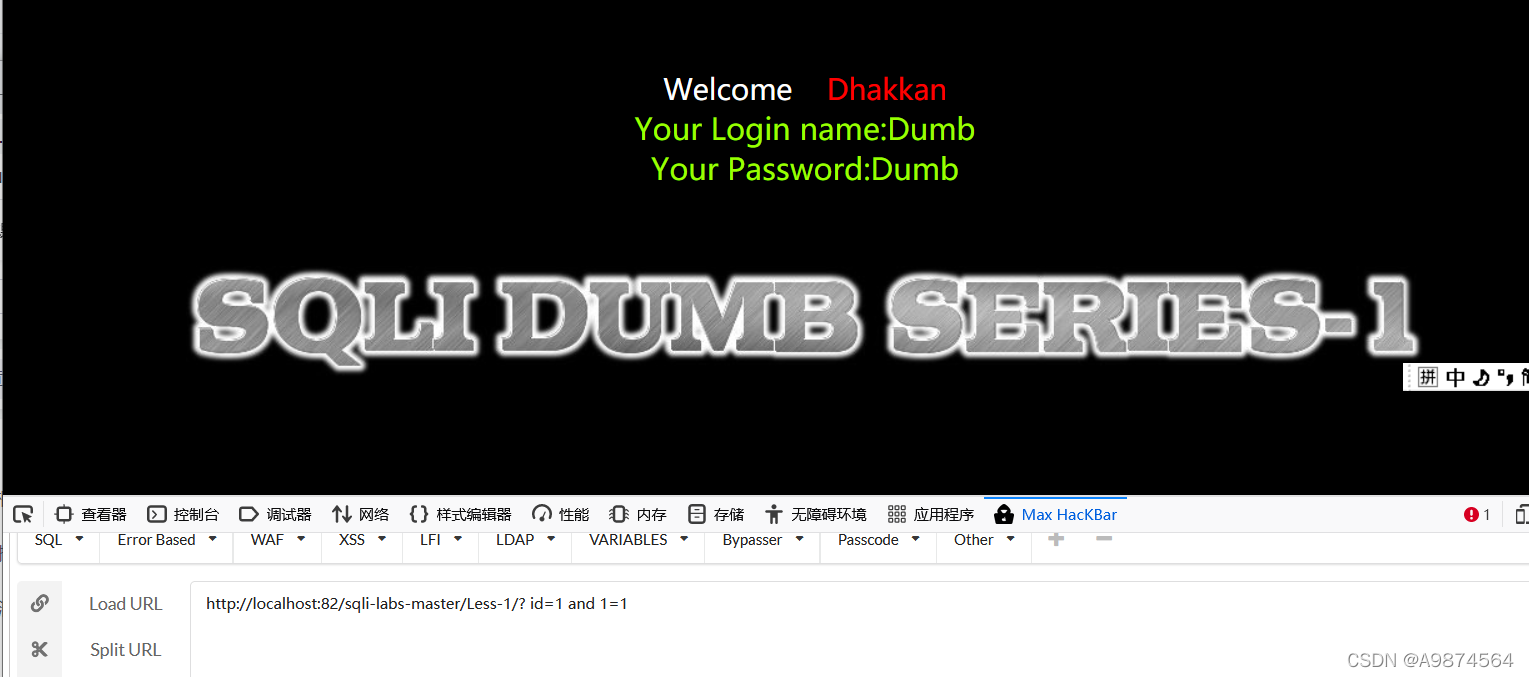 Welcome Dhakkan
Your Login name:Dumb
Your Password:Dumb
SQLI DUMB SERIES-1
拼 中
查看器 控制台 调试器 网络 {} 样式编辑器 性能 内存 存储 无障碍环境 应用程序 Max HacKBar 1
SQL Error Based WAF XSS LFI LDAP VARIABLES Bypasser Passcode Other
Load URL http://localhost:82/sqli-labs-master/Less-1/? id=1 and 1=1
Split URL
CSDN @A9874564